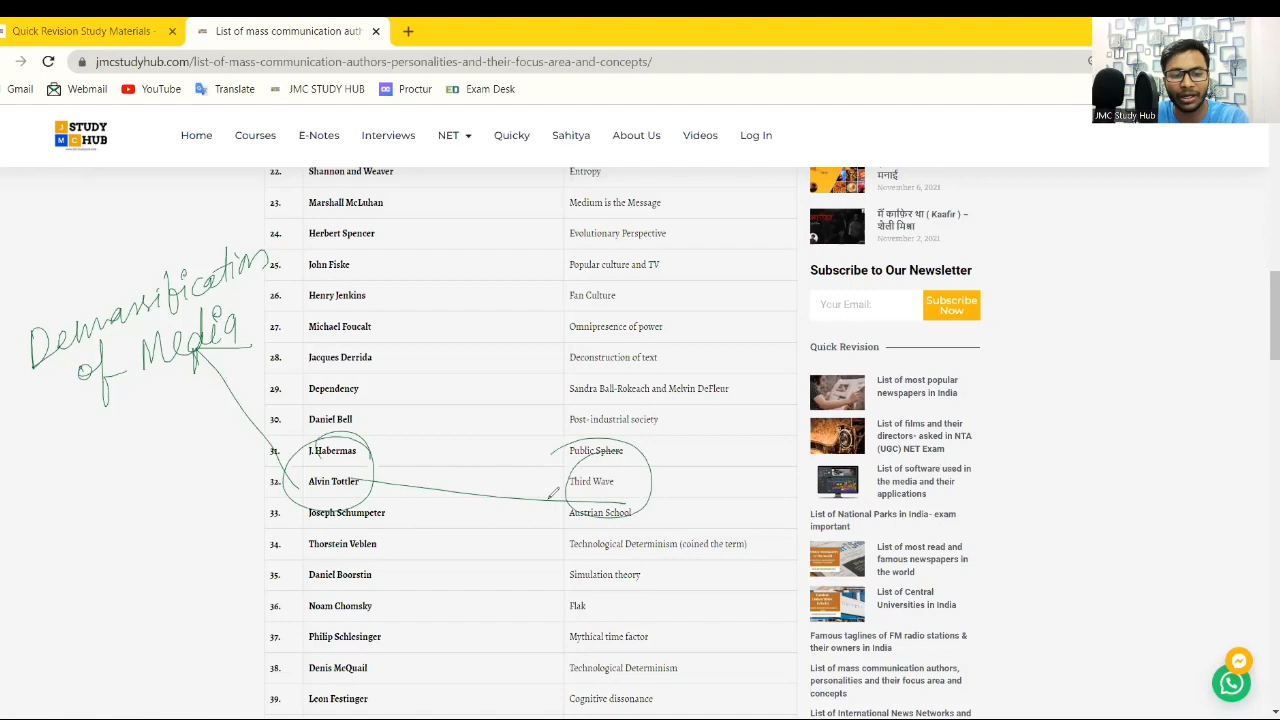 Quick Revision Study Materials -
List of mass communication auth
jmcstudyhub.com/list-of-mass-communication-authors-p focus-area-and-concepts/
Gmail Webmail YouTube Translate JMC STUDY HUB Proctur Exam Desk
JMC Study Hub
J STUDY
M C HUB
Home Courses E-Notes Interviews NET Quicky Sahitya About Us Videos Log In
22. Shannon and Weaver Entropy
23. Marshall McLuhan Medium is the Message
24. Herbert Spencer Evolutionary Perspective
25. John Fiske Popular culture and TV
26. Henry Jenkins Fan Culture
27. Michael Foucalt Omnipresence of power
28. Jacques Derrida Deconstruction of text
29. Dependency Sandra Ball-Rokeach and Melvin DeFleur
30. Daniel Bell Post-industrial society
31. J. Habermas Public Sphere
32. Alvin Tottler Third Wave
33. Joseph Schumpeter Austrian School
34. Thorstein Veblen Technological Determinism (coined the term)
35. Daniel Boorstin Simulation theory
36. Noam Chonsky Flk
37. Philip Schlesinger Mythical time factor
38. Denis McQuail Technological Determinism
39. Leon Festinger Cognitive dissonance
Demassification
of Media
मनाई
November 6, 2021
में काफ़िर था ( Kaafir ) –
शैली मिश्रा
November 2, 2021
Subscribe to Our Newsletter
Your Email:
Subscribe
Now
Quick Revision
List of most popular
newspapers in India
List of films and their
directors- asked in NTA
(UGC) NET Exam
List of software used in
the media and their
applications
List of National Parks in India- exam
important
List of most read and
famous newspapers in
the world
List of Central
Universities in India
Famous taglines of FM radio stations &
their owners in India
List of mass communication authors,
personalities and their focus area and
concepts
List of International News Networks and